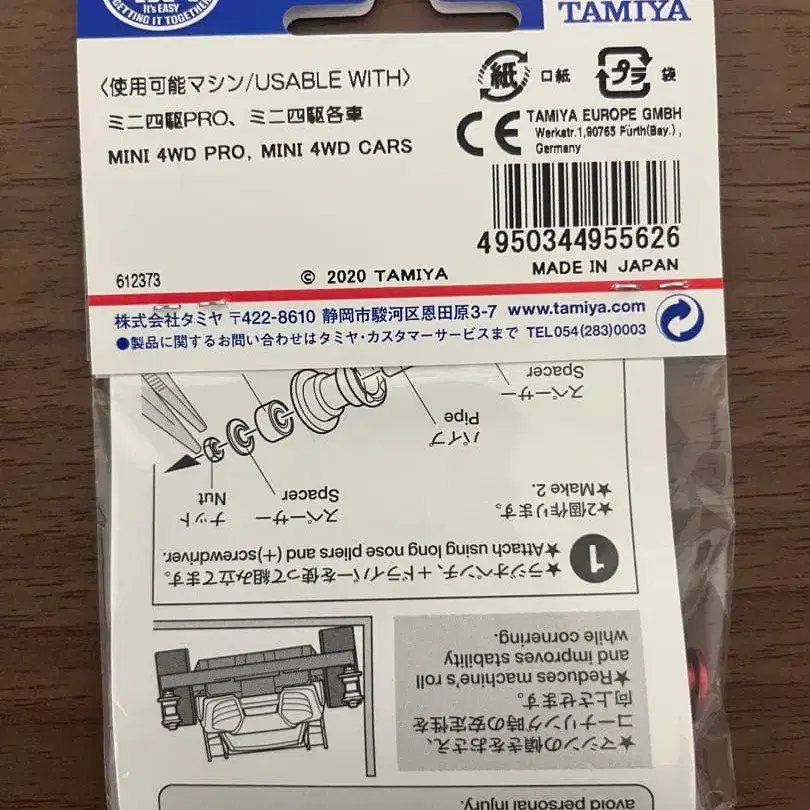 It's EASY
GETTING IT TOGETHER
TAMIYA
〈使用可能マシン/USABLE WITH〉
ミニ四駆PRO、ミニ四駆各車
MINI 4WD PRO, MINI 4WD CARS
紙
口紙
プラ
袋
CE
TAMIYA EUROPE GMBH
Werkstr.1,90765 Fürth(Bay.),
Germany
4950344955626
MADE IN JAPAN
612373
© 2020 TAMIYA
株式会社タミヤ 〒422-8610 静岡市駿河区恩田原3-7 www.tamiya.com
●製品に関するお問い合わせはタミヤ・カスタマーサービスまで TEL054(283)0003
avoid personal injury.
★マシンの傾きをおさえ、
コーナリング時の安定性を
向上させます。
★Reduces machine's roll
and improves stability
while cornering.
1
★ラジオペンチ、+ドライバーを使って組み立てます。
★Attach using long nose pliers and (+)screwdriver.
★2個作ります。
★Make 2.
スペーサー
Spacer
ナット
Nut
パイプ
Pipe
スペーサー
Spacer